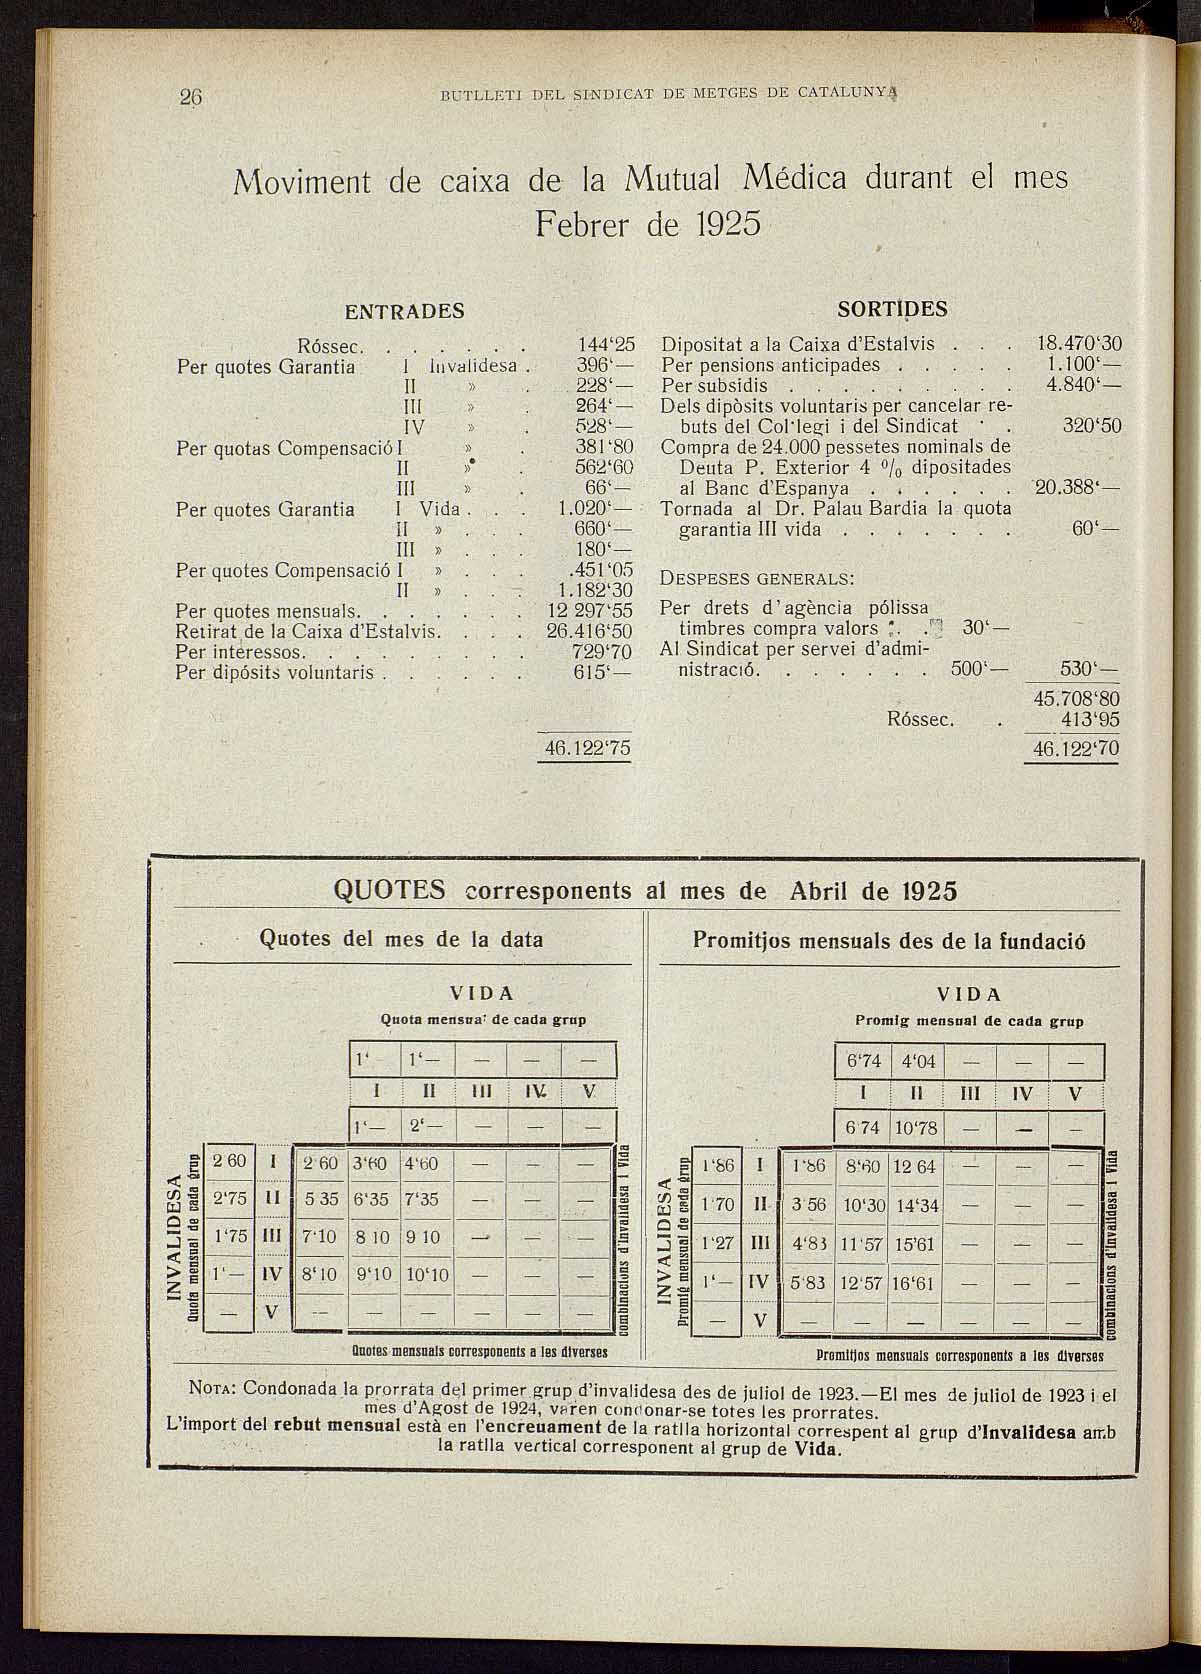 26
BUTLLETI DEL SINDICAT DE METGES DE CATALUNYA
Moviment de caixa de la Mutual Médica durant el mes
Febrer de 1925
ENTRADES
Róssec. . . . . . . 144‘25
Per quotes Garantia I Invalidesa . 396‘—
II » . 228‘—
III » . 264‘—
IV » . 528‘—
Per quotas Compensació I » . 381‘80
II » . 562‘60
III » . 66‘—
Per quotes Garantia I Vida . . . 1.020‘—
II » . . . 660‘—
III » . . . 180‘—
Per quotes Compensació I » . . . .451‘05
II » . . . 1.182‘30
Per quotes mensuals. . . . . . . 12 297‘55
Retirat de la Caixa d'Estalvis. . . . 26.416‘50
Per interessos. . . . . . . . . 729‘70
Per dipósits voluntaris . . . . . . 615‘—
46.122‘75
SORTIDES
Dipositat a la Caixa d'Estalvis . . . 18.470‘30
Per pensions anticipades . . . . . 1.100‘—
Per subsidis . . . . . . . . . 4.840‘—
Dels dipòsits voluntaris per cancelar re-
buts del Col'legi i del Sindicat · . 320‘50
Compra de 24.000 pessetes nominals de
Deuta P. Exterior 4 % dipositades
al Banc d'Espanya . . . . . . 20.388‘—
Tornada al Dr. Palau Bardia la quota
garantia III vida . . . . . . . 60‘—
DESPESES GENERALS:
Per drets d'agència pólissa
timbres compra valors . . 30‘—
Al Sindicat per servei d'admi-
nistració. . . . . . . 500‘— 530‘—
45.708‘80
Róssec. . 413‘95
46.122‘70
QUOTES corresponents al mes de Abril de 1925
Quotes del mes de la data
VIDA
Quota mensual de cada grup
1‘ 1‘— — — —
I II III IV. V
1‘— 2‘— — — —
INVALIDESA
Quota mensual de cada grup
2 60 I 2 60 3‘60 4‘60 — — —
2‘75 II 5 35 6‘35 7‘35 — — —
1‘75 III 7‘10 8 10 9 10 — — —
1‘— IV 8‘10 9‘10 10‘10 — — —
— V — — — — — —
combinacions d'Invalidesa i Vida
Quotes mensuals corresponents a les diverses
Promitjos mensuals des de la fundació
VIDA
Promig mensual de cada grup
6‘74 4‘04 — — —
I II III IV V
6 74 10‘78 — — —
INVALIDESA
Promig mensual de cada grup
1‘86 I 1‘86 8‘60 12 64 — — —
1‘70 II 3 56 10‘30 14‘34 — — —
1‘27 III 4‘83 11‘57 15‘61 — — —
1‘— IV 5‘83 12‘57 16‘61 — — —
— V — — — — — —
combinacions d'Invalidesa i Vida
Promitjos mensuals corresponents a les diverses
NOTA: Condonada la prorrata del primer grup d'invalidesa des de juliol de 1923.—El mes de juliol de 1923 i el
mes d'Agost de 1924, varen condonar-se totes les prorrates.
L'import del rebut mensual està en l'encreuament de la ratlla horizontal correspent al grup d'Invalidesa amb
la ratlla vertical corresponent al grup de Vida.